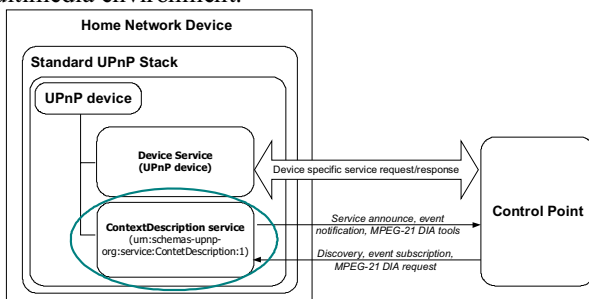 ultimedia environment.
Home Network Device
Standard UPnP Stack
UPnP device
Device Service
(UPnP device)
Device specific service request/response
Control Point
ContextDescription service
(urn:schemas-upnp-
org:service:ContetDescription:1)
Service announce, event
notification, MPEG-21 DIA tools
Discovery, event subscription,
MPEG-21 DIA request